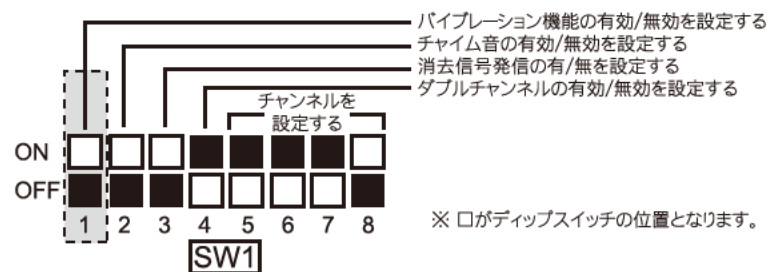 バイブレーション機能の有効/無効を設定する
チャイム音の有効/無効を設定する
消去信号発信の有/無を設定する
ダブルチャンネルの有効/無効を設定する
チャンネルを
設定する
ON
OFF
1 2 3 4 5 6 7 8
※ 口がディップスイッチの位置となります。
SW1